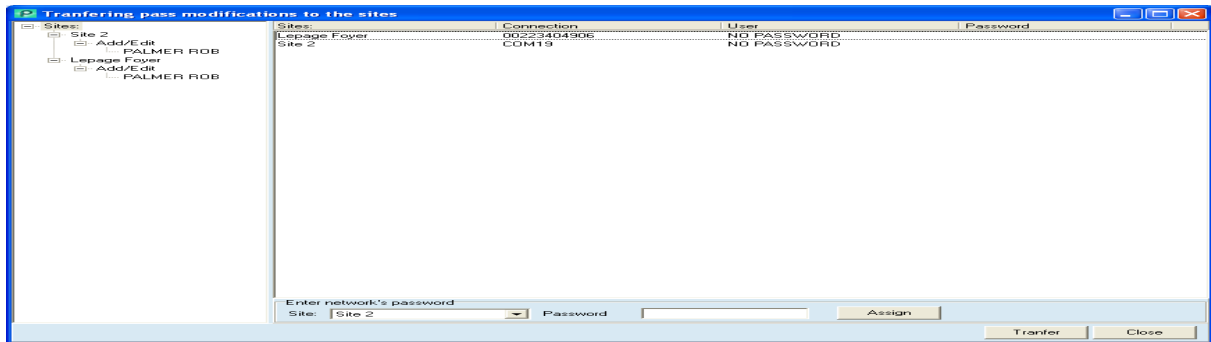 Tranfering pass modifications to the sites
Sites:
Site 2
Add/Edit
PALMER ROB
Lepage Foyer
Add/Edit
PALMER ROB
Sites: Connection User Password
Lepage Foyer 00223404906 NO PASSWORD
Site 2 COM19 NO PASSWORD
Enter network's password
Site: Site 2 Password Assign
Tranfer Close